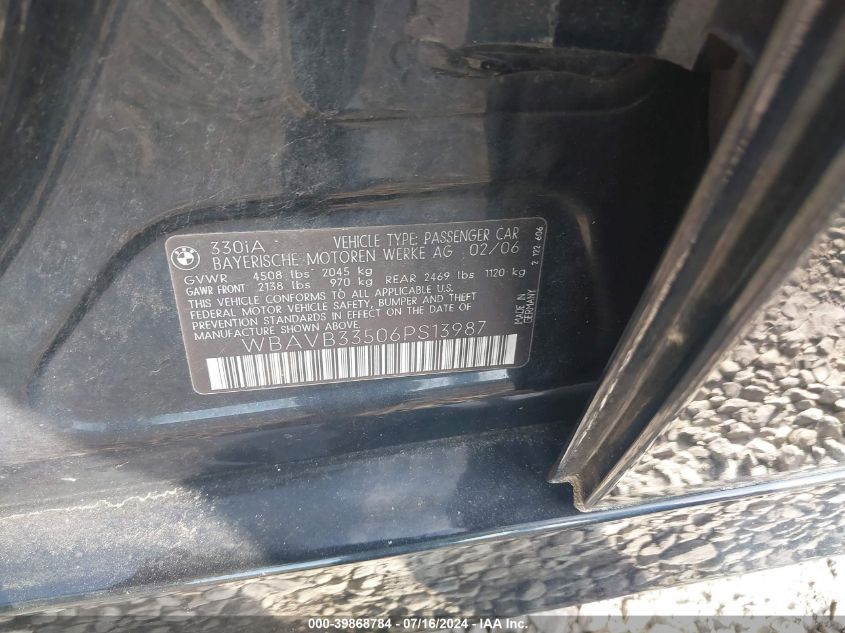 330iA VEHICLE TYPE: PASSENGER CAR
BAYERISCHE MOTOREN WERKE AG 02/06
GVWR 4508 lbs 2045 kg
GAWR FRONT 2138 lbs 970 kg REAR 2469 lbs 1120 kg
THIS VEHICLE CONFORMS TO ALL APPLICABLE U.S.
FEDERAL MOTOR VEHICLE SAFETY, BUMPER AND THEFT
PREVENTION STANDARDS IN EFFECT ON THE DATE OF
MANUFACTURE SHOWN ABOVE.
WBAVB33506PS13987
MADE IN
GERMANY
2 122 606
000-39868784 - 07/16/2024 - IAA Inc.